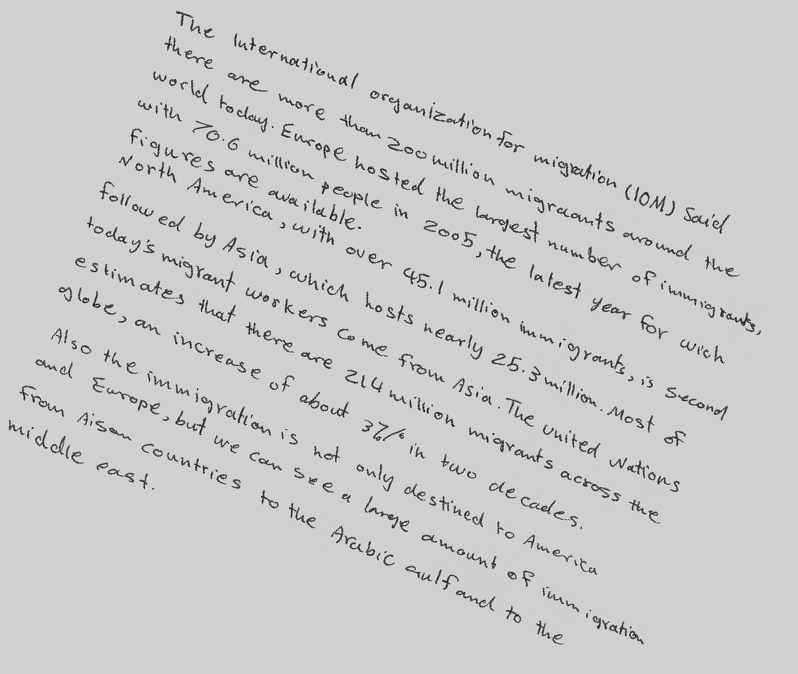 The International organization for migration (IOM) Said
there are more than 200 million migraants around the
world today. Europe hosted the largest number of immigrants,
with 70.6 million people in 2005, the latest year for wich
figures are available.
North America, with over 45.1 million immigrants, is second
followed by Asia, which hosts nearly 25.3 million. Most of
today's migrant workers come from Asia. The united Nations
estimates that there are 214 million migrants across the
globe, an increase of about 37% in two decades.
Also the immigration is not only destined to America
and Europe, but we can see a large amount of immigration
from Aisan countries to the Arabic gulf and to the
middle east.